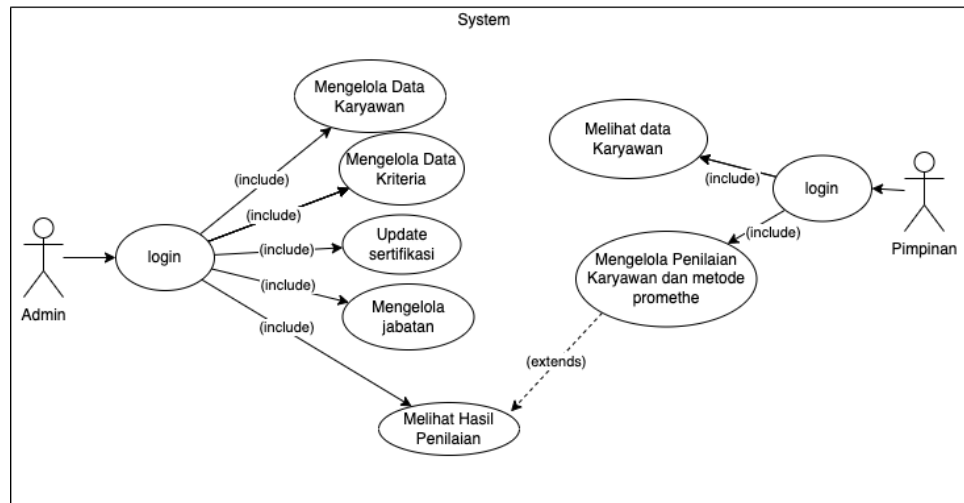 System
Mengelola Data
Karyawan
(include)
Mengelola Data
Kriteria
(include)
Update
sertifikasi
(include)
Mengelola
jabatan
(include)
Melihat Hasil
Penilaian
(include)
login
Admin
Melihat data
Karyawan
(include)
login
Pimpinan
(include)
Mengelola Penilaian
Karyawan dan metode
promethe
(extends)